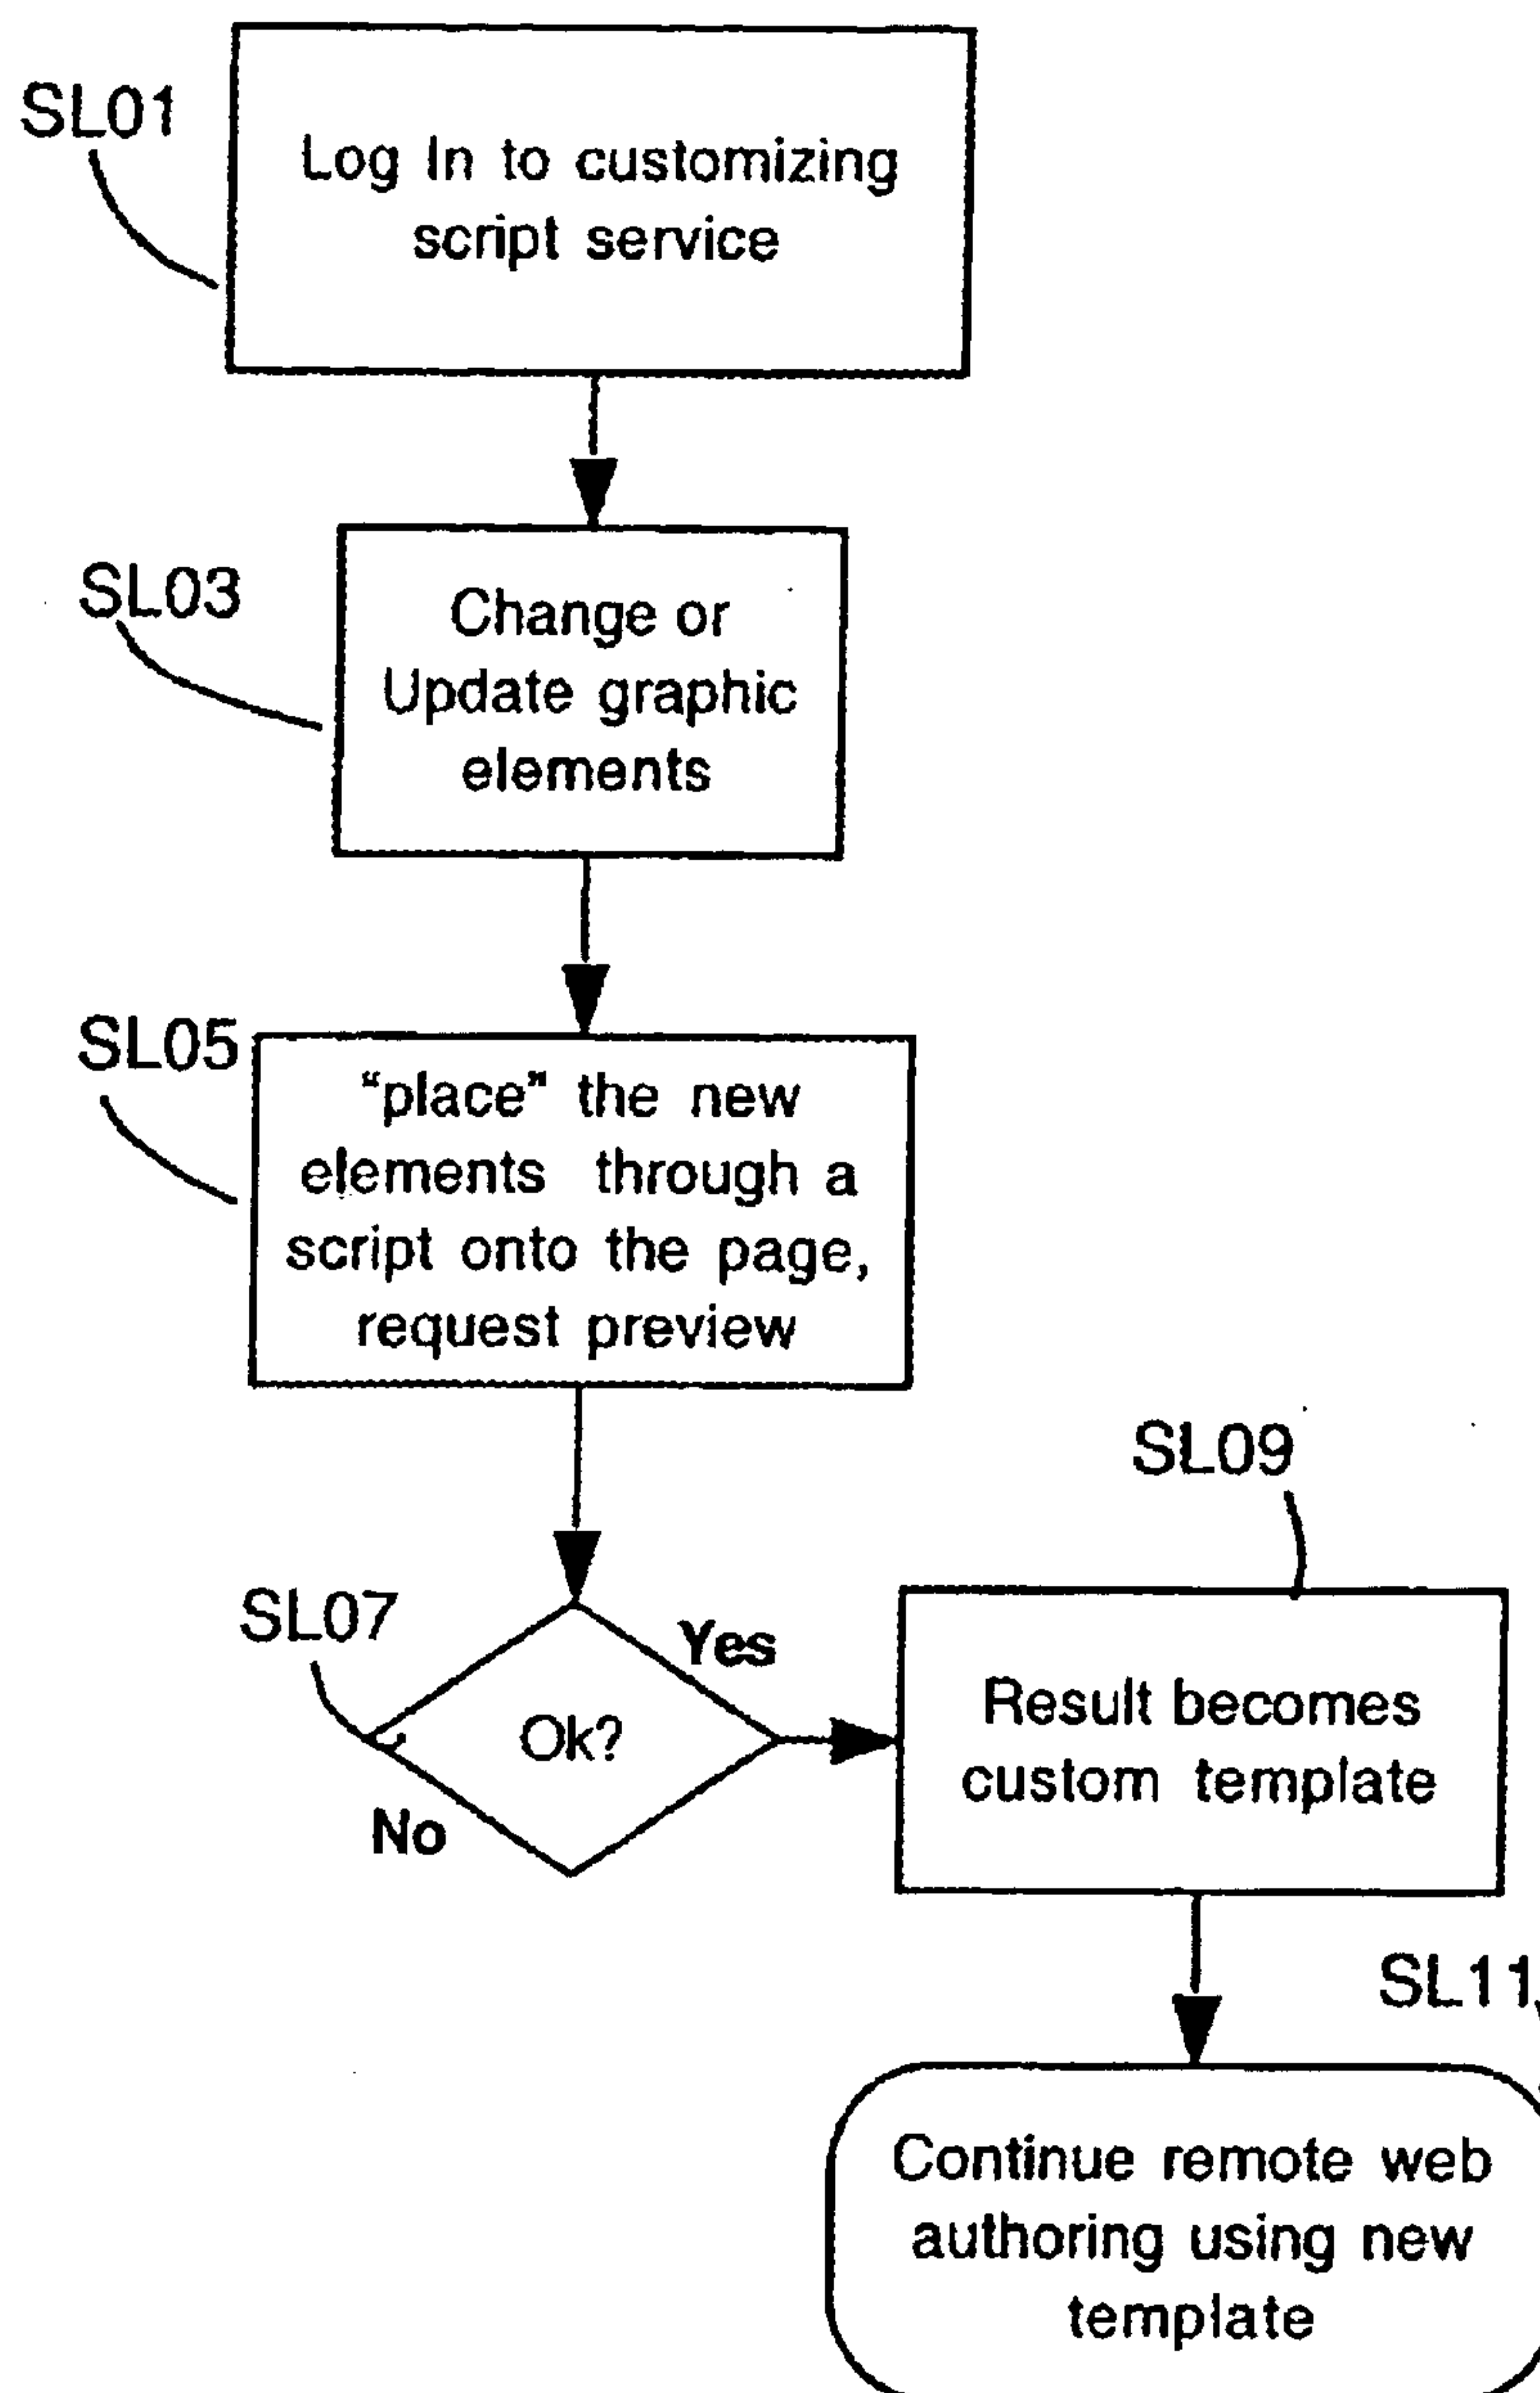 SL01
Log In to customizing
script service
SL03
Change or
Update graphic
elements
SL05
“place” the new
elements through a
script onto the page,
request preview
SL09
SL07
Yes
Ok?
No
Result becomes
custom template
SL11
Continue remote web
authoring using new
template